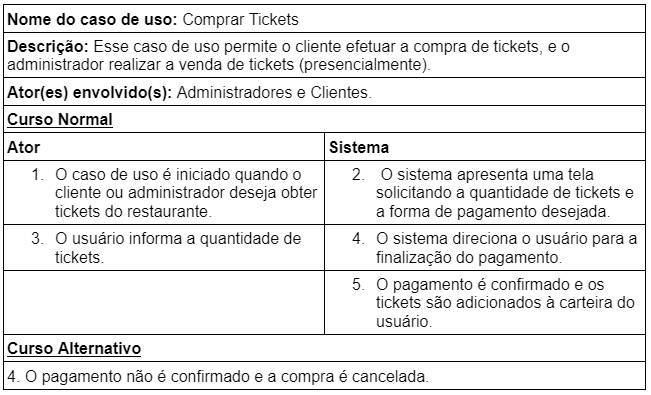 Nome do caso de uso: Comprar Tickets
Descrição: Esse caso de uso permite o cliente efetuar a compra de tickets, e o
administrador realizar a venda de tickets (presencialmente).
Ator(es) envolvido(s): Administradores e Clientes.
Curso Normal
Ator
Sistema
1. O caso de uso é iniciado quando o
cliente ou administrador deseja obter
tickets do restaurante.
2. O sistema apresenta uma tela
solicitando a quantidade de tickets e
a forma de pagamento desejada.
3. O usuário informa a quantidade de
tickets.
4. O sistema direciona o usuário para a
finalização do pagamento.
5. O pagamento é confirmado e os
tickets são adicionados à carteira do
usuário.
Curso Alternativo
4. O pagamento não é confirmado e a compra é cancelada.